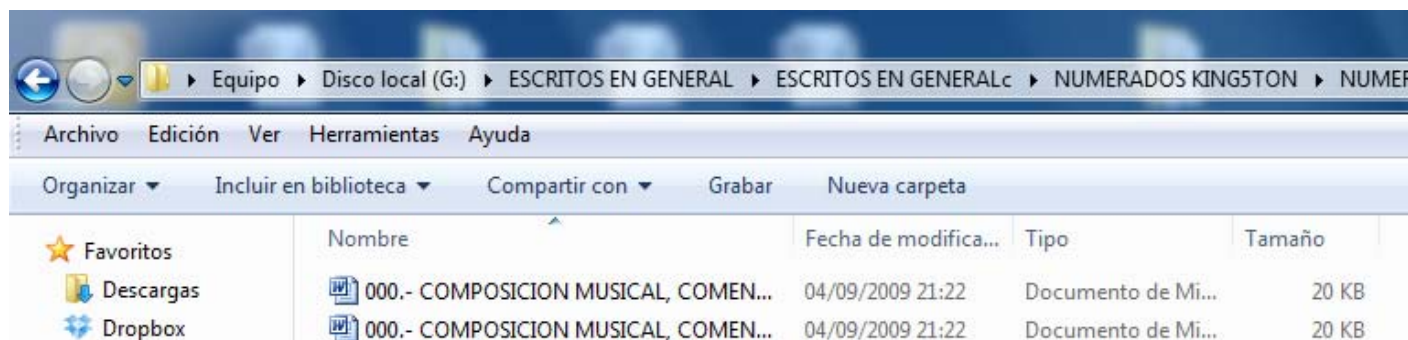 Equipo Disco local (G:) ESCRITOS EN GENERAL ESCRITOS EN GENERALc NUMERADOS KING5TON NUMER
Archivo Edición Ver Herramientas Ayuda
Organizar Incluir en biblioteca Compartir con Grabar Nueva carpeta
Favoritos Nombre Fecha de modifica... Tipo Tamaño
Descargas 000.- COMPOSICION MUSICAL, COMEN... 04/09/2009 21:22 Documento de Mi... 20 KB
Dropbox 000.- COMPOSICION MUSICAL, COMEN... 04/09/2009 21:22 Documento de Mi... 20 KB